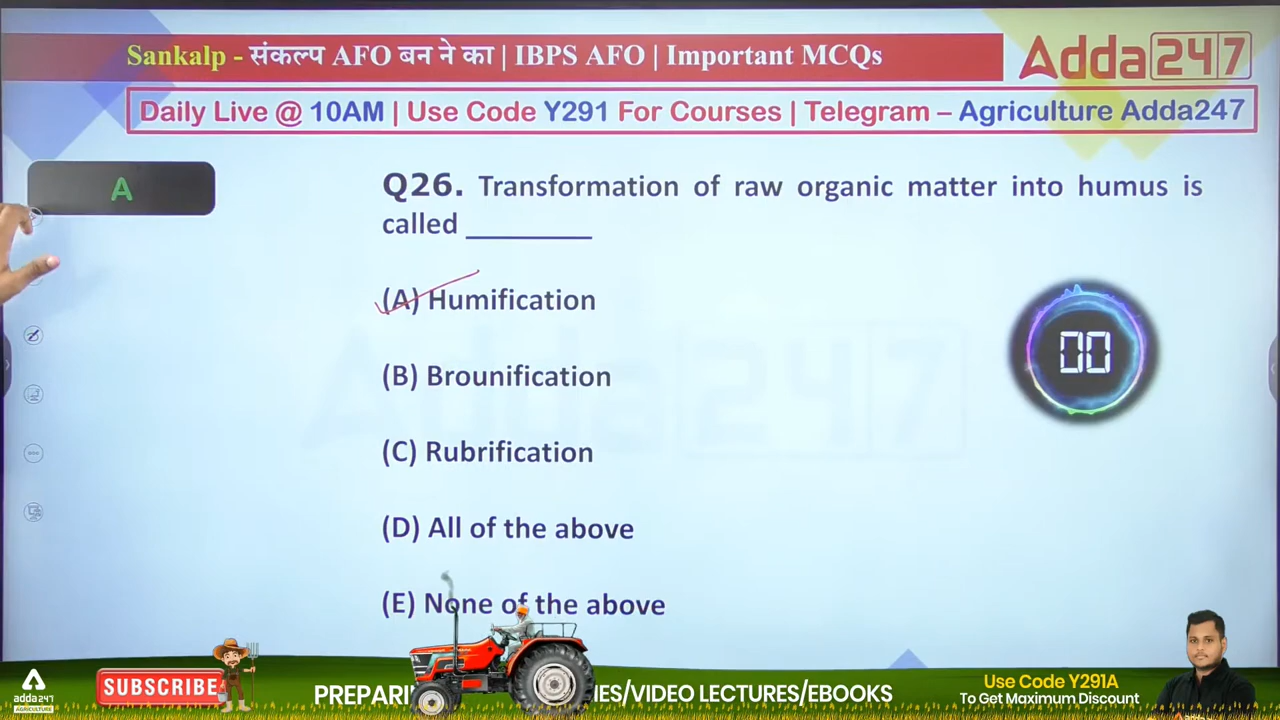 Sankalp - संकल्प AFO बन ने का | IBPS AFO | Important MCQs
Adda247
Daily Live @ 10AM | Use Code Y291 For Courses | Telegram – Agriculture Adda247
A
Q26. Transformation of raw organic matter into humus is
called __________
(A) Humification
00
(B) Brounification
(C) Rubrification
(D) All of the above
(E) None of the above
adda247
AGRICULTURE
SUBSCRIBE
IES/VIDEO LECTURES/EBOOKS
Use Code Y291A
To Get Maximum Discount